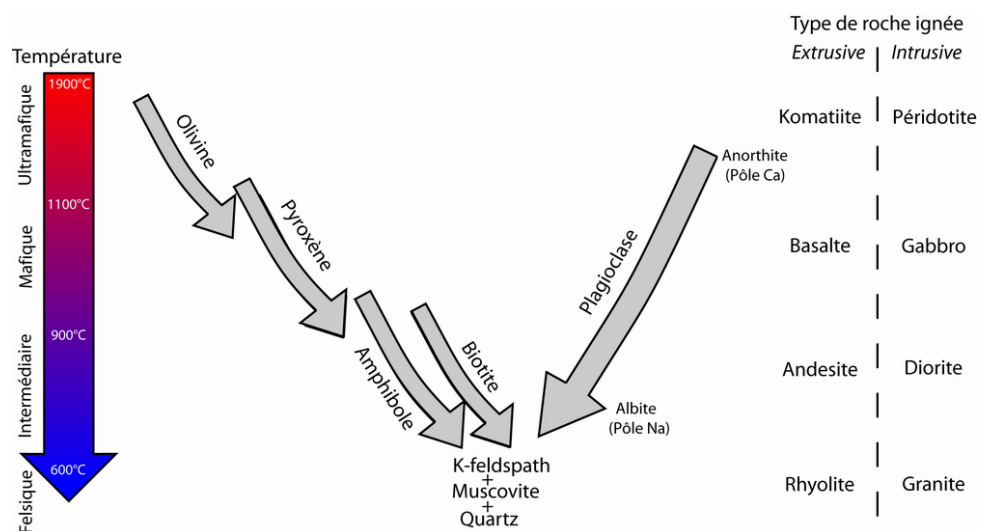 Type de roche ignée
Température
Extrusive
Intrusive
1900°C
Ultramafique
Olivine
Komatiite
Péridotite
Anorthite
(Pôle Ca)
1100°C
Mafique
Pyroxène
Plagioclase
Basalte
Gabbro
900°C
Intermédiaire
Amphibole
Biotite
Andesite
Diorite
Albite
(Pôle Na)
600°C
Felsique
K-feldspath
+
Muscovite
+
Quartz
Rhyolite
Granite